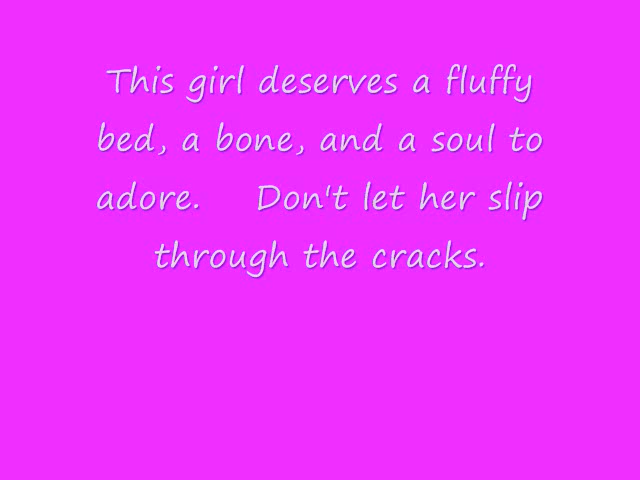 This girl deserves a fluffy
bed, a bone, and a soul to
adore.    Don't let her slip
through the cracks.